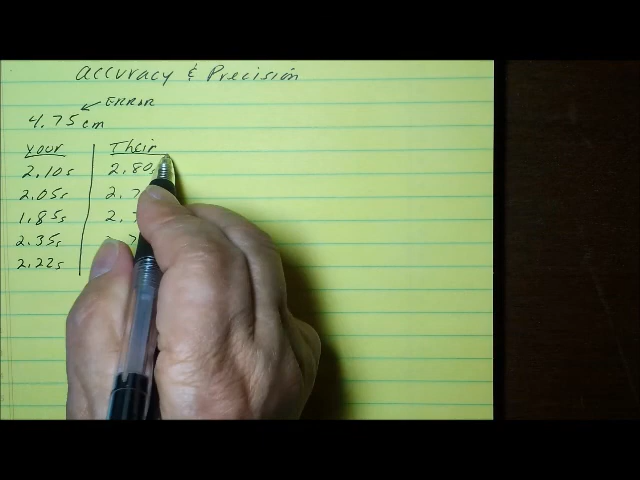 Accuracy & Precision
ERROR
4.75 cm
Your Their
2.10s 2.80s
2.05s
1.85s
2.35s
2.22s